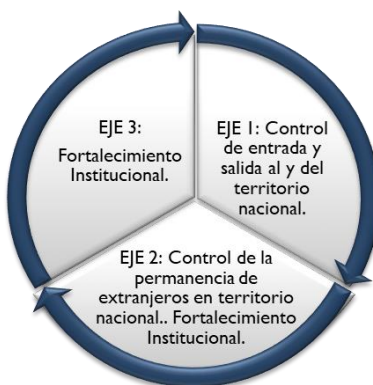 EJE 3:
Fortalecimiento
Institucional.
EJE 1: Control
de entrada y
salida al y del
territorio
nacional.
EJE 2: Control de la
permanencia de
extranjeros en territorio
nacional.. Fortalecimiento
Institucional.